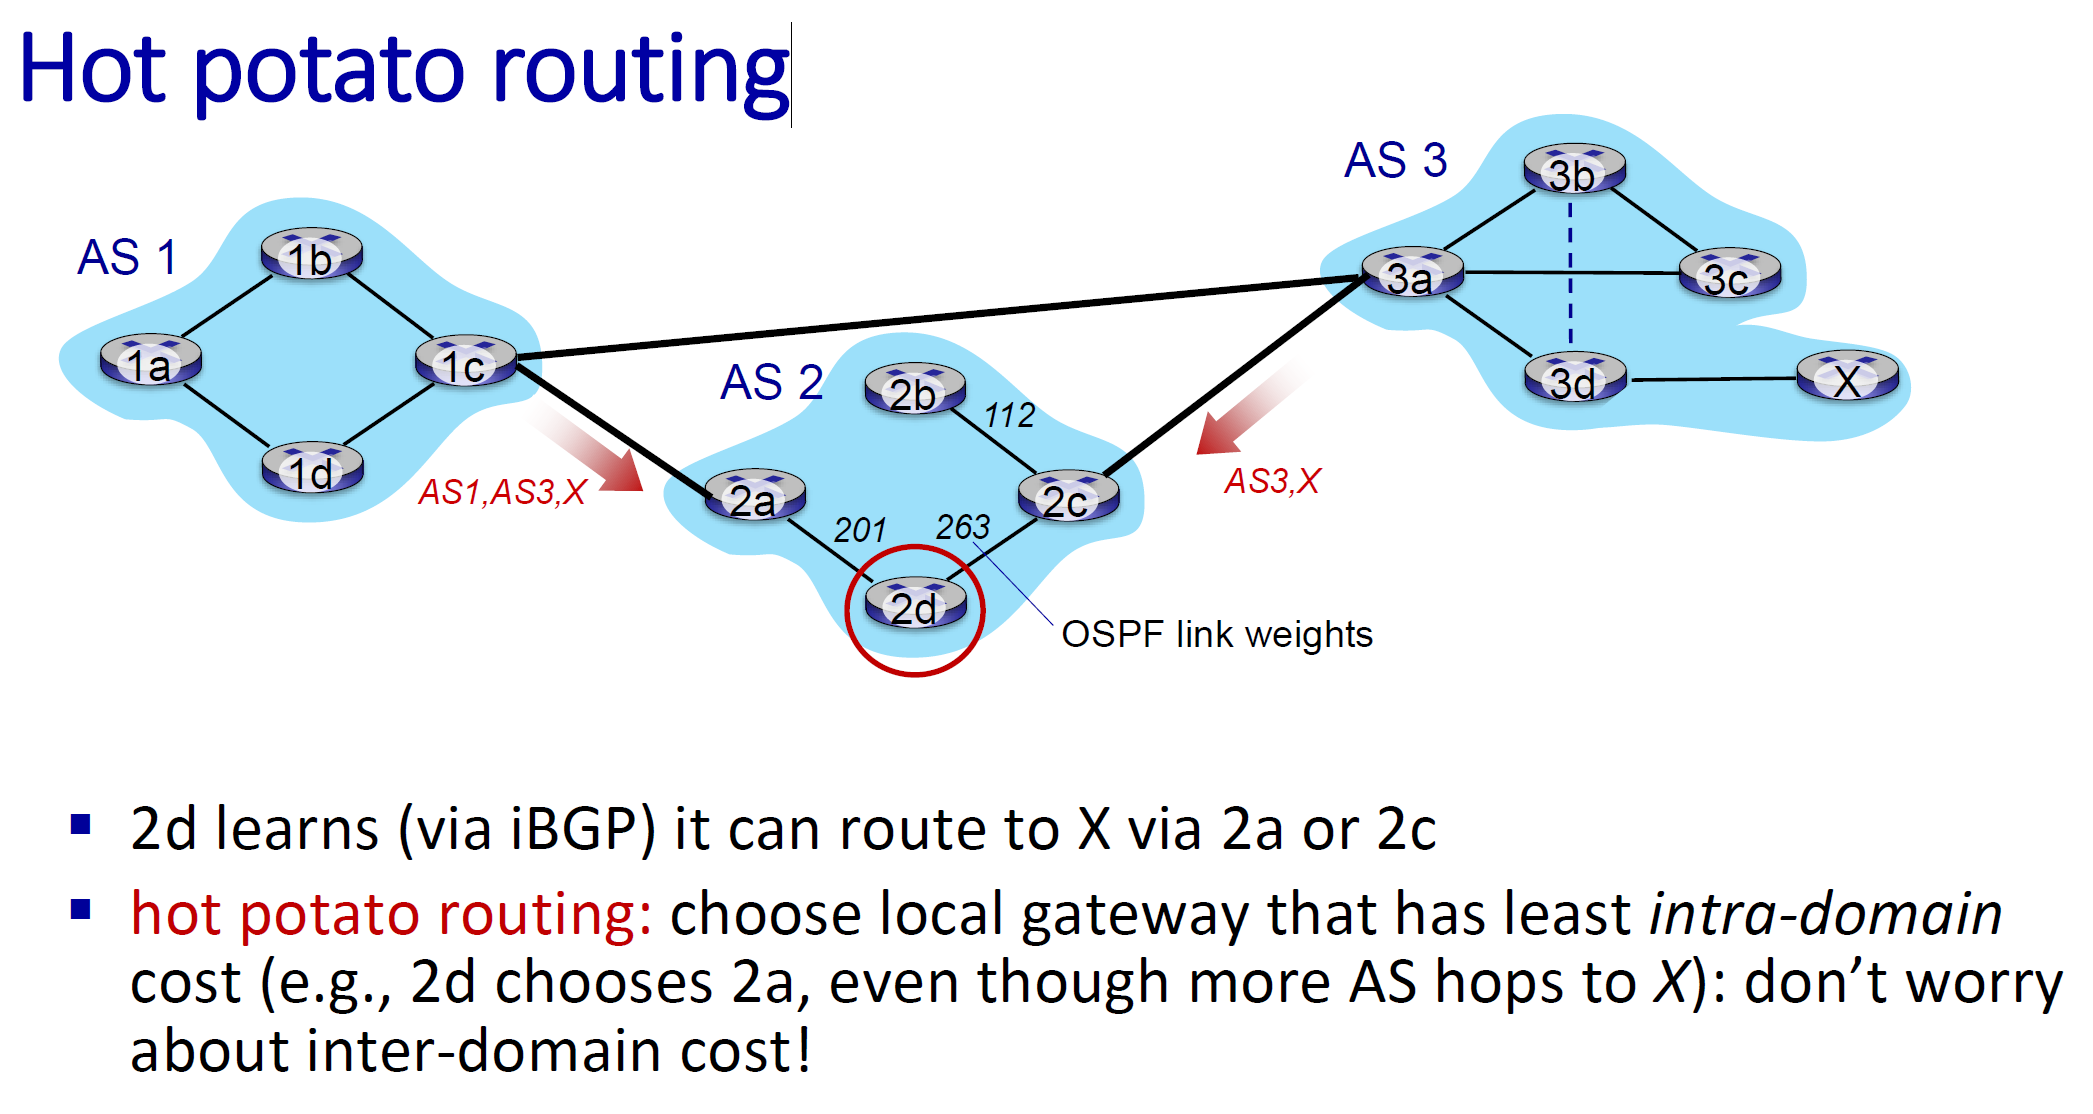 Hot potato routing
AS 3
3b
AS 1
1b
3a
3c
1a
1c
AS 2
2b
3d
X
112
1d
AS1,AS3,X
2a
2c
AS3,X
201
263
2d
OSPF link weights
▪ 2d learns (via iBGP) it can route to X via 2a or 2c
▪ hot potato routing: choose local gateway that has least intra-domain
cost (e.g., 2d chooses 2a, even though more AS hops to X): don’t worry
about inter-domain cost!